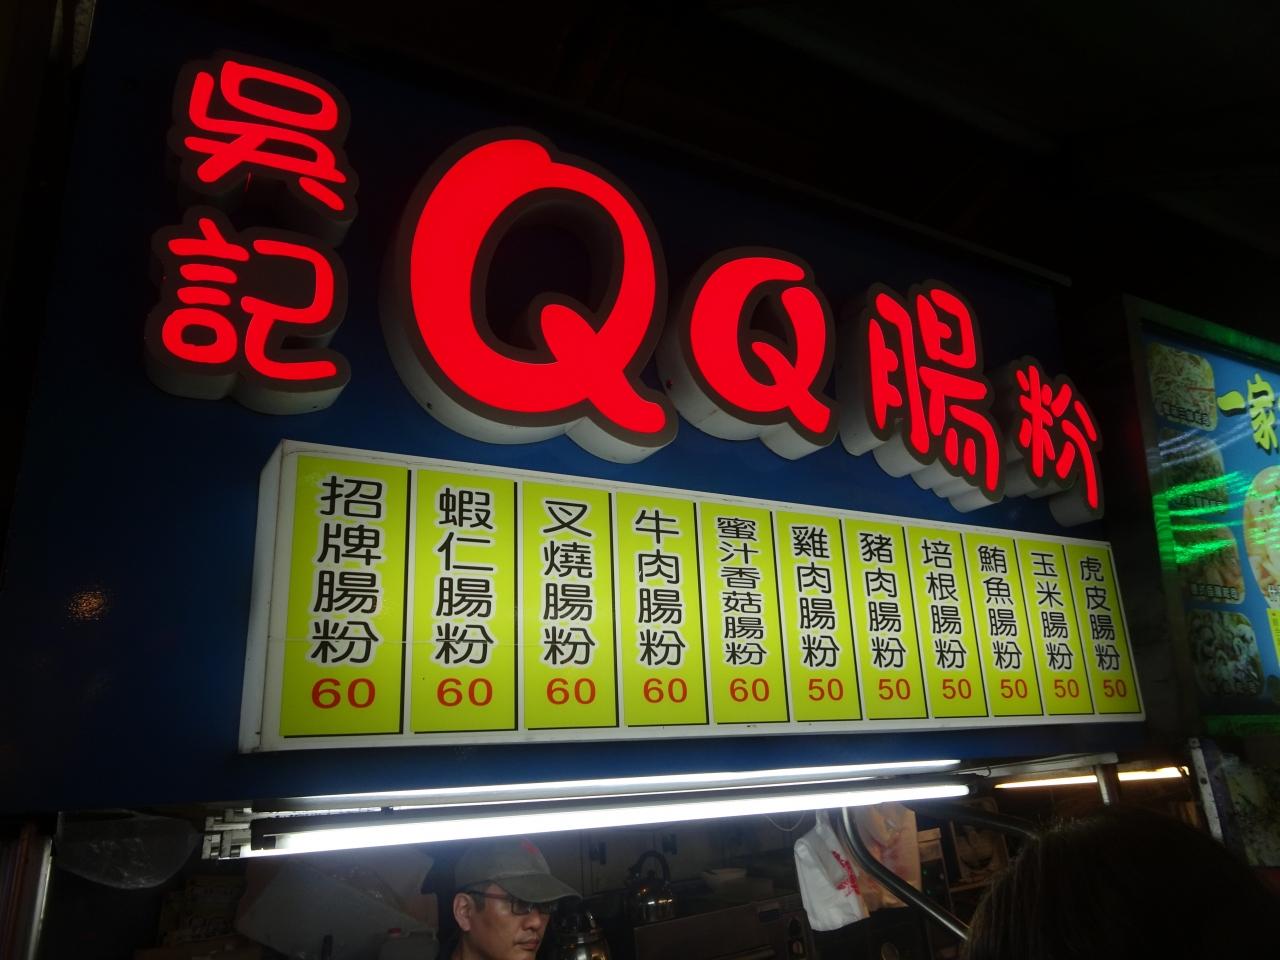 吳記
QQ腸粉
招牌腸粉 60
蝦仁腸粉 60
叉燒腸粉 60
牛肉腸粉 60
蜜汁香菇腸粉 60
雞肉腸粉 50
豬肉腸粉 50
培根腸粉 50
鮪魚腸粉 50
玉米腸粉 50
虎皮腸粉 50
一家